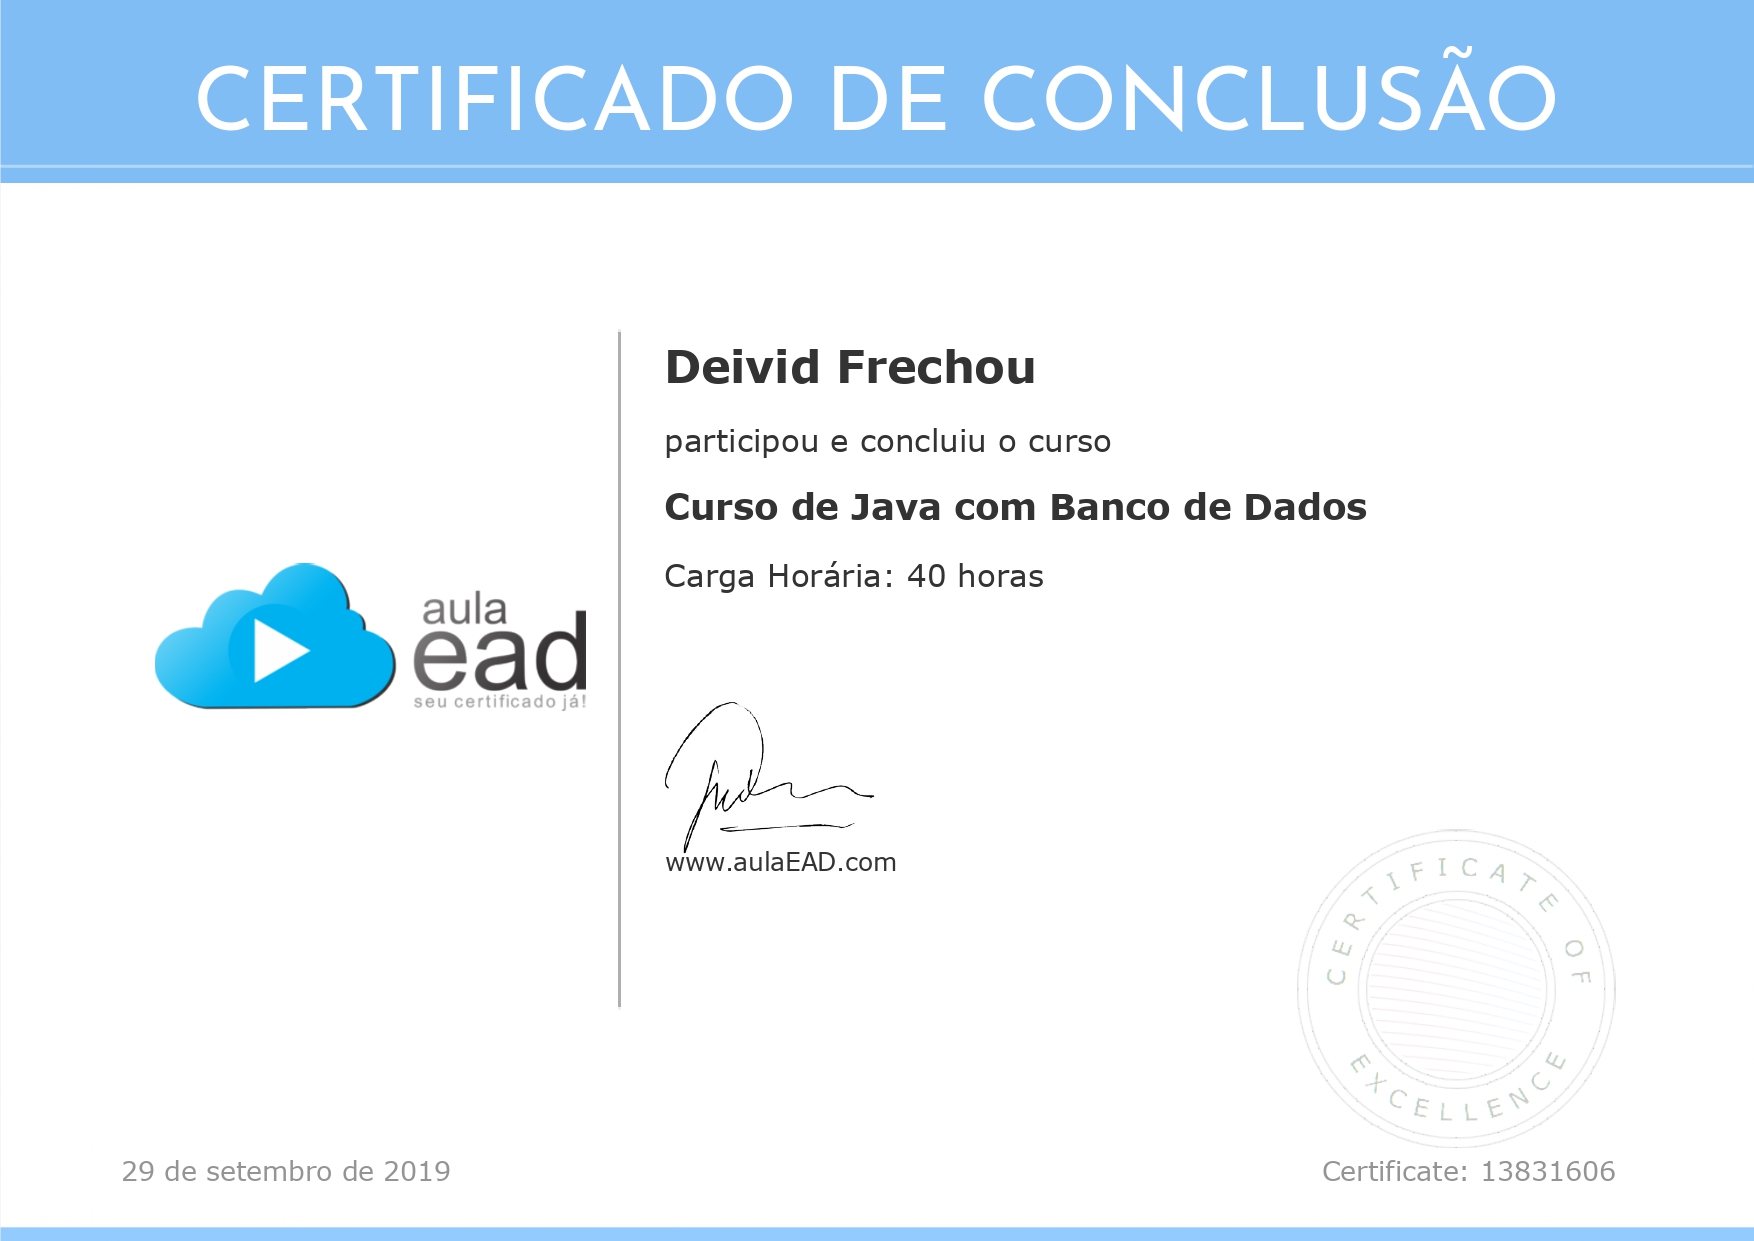 CERTIFICADO DE CONCLUSÃO
Deivid Frechou
participou e concluiu o curso
Curso de Java com Banco de Dados
Carga Horária: 40 horas
aula
ead
seu certificado já!
www.aulaEAD.com
CERTIFICATE OF
EXCELLENCE
29 de setembro de 2019
Certificate: 13831606